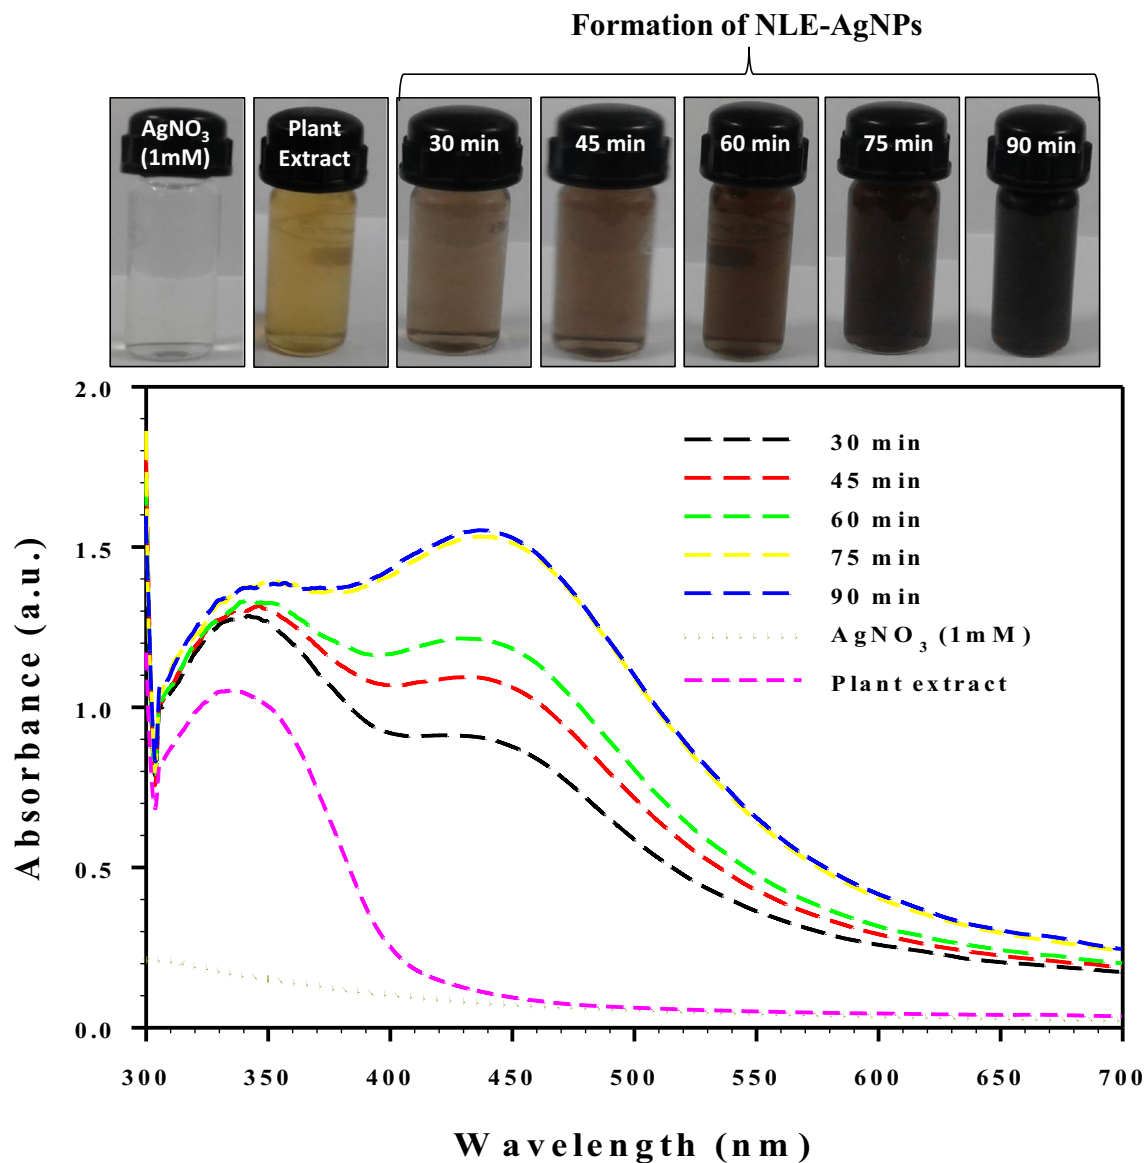 Formation of NLE-AgNPs
AgNO₃
(1mM)
Plant
Extract
30 min
45 min
60 min
75 min
90 min
2.0
1.5
1.0
0.5
0.0
Absorbance (a.u.)
30 min
45 min
60 min
75 min
90 min
AgNO₃ (1mM)
Plant extract
300 350 400 450 500 550 600 650 700
Wavelength (nm)